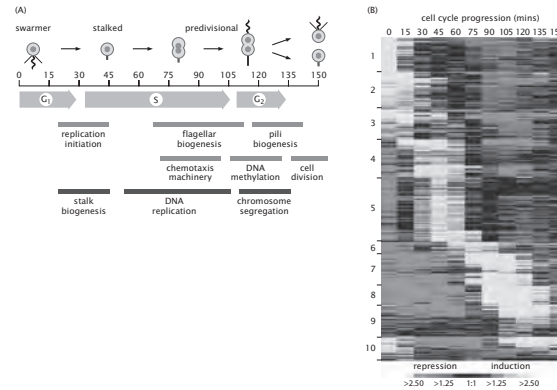 (A)
swarmer
stalked
predivisional
0 15 30 45 60 75 90 105 120 135 150
G1 S G2
replication
initiation
flagellar
biogenesis
pili
biogenesis
chemotaxis
machinery
DNA
methylation
cell
division
stalk
biogenesis
DNA
replication
chromosome
segregation
(B)
cell cycle progression (mins)
0 15 30 45 60 75 90 105 120 135
1
2
3
4
5
6
7
8
9
10
repression induction
>2.50 >1.25 1:1 >1.25 >2.50